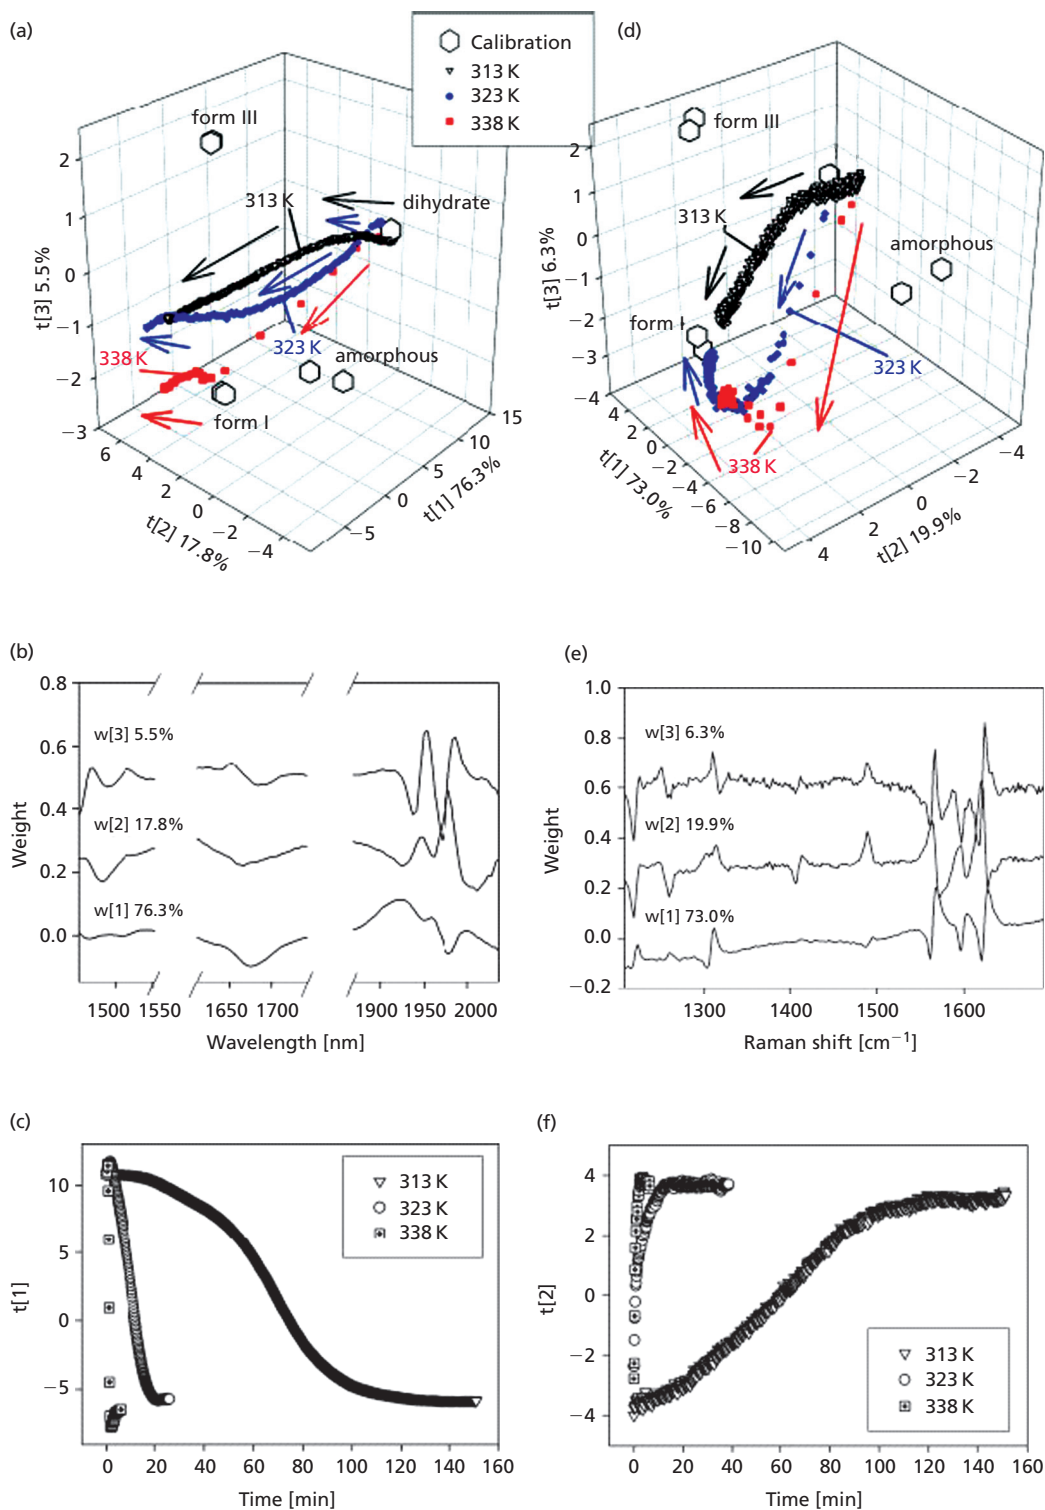 (a)
Calibration
313 K
323 K
338 K
form III
313 K
dihydrate
323 K
338 K
amorphous
form I
t[3] 5.5%
2
1
0
−1
−2
−3
6
4
2
0
−2
−4
t[2] 17.8%
−5
0
5
10
15
t[1] 76.3%
(d)
form III
313 K
amorphous
form I
323 K
338 K
t[3] 6.3%
2
1
0
−1
−2
−3
−4
4
2
0
−2
−4
−6
−8
−10
t[1] 73.0%
4
2
0
−2
−4
t[2] 19.9%
(b)
0.8
0.6
0.4
0.2
0.0
Weight
w[3] 5.5%
w[2] 17.8%
w[1] 76.3%
1500 1550 1650 1700 1900 1950 2000
Wavelength [nm]
(e)
1.0
0.8
0.6
0.4
0.2
0.0
−0.2
Weight
w[3] 6.3%
w[2] 19.9%
w[1] 73.0%
1300 1400 1500 1600
Raman shift [cm−1]
(c)
10
5
0
−5
t[1]
313 K
323 K
338 K
0 20 40 60 80 100 120 140 160
Time [min]
(f)
4
2
0
−2
−4
t[2]
313 K
323 K
338 K
0 20 40 60 80 100 120 140 160
Time [min]